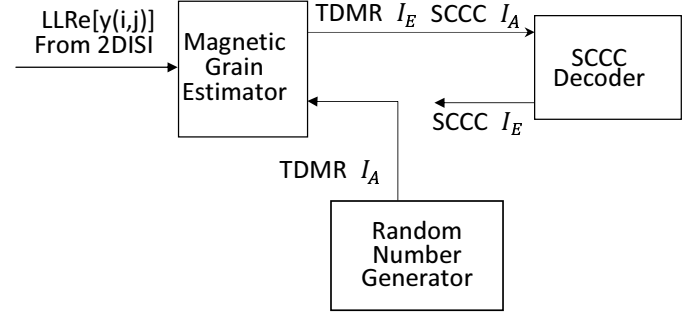 LLRe[y(i,j)]
From 2DISI
Magnetic
Grain
Estimator
TDMR I_E SCCC I_A
SCCC
Decoder
SCCC I_E
TDMR I_A
Random
Number
Generator